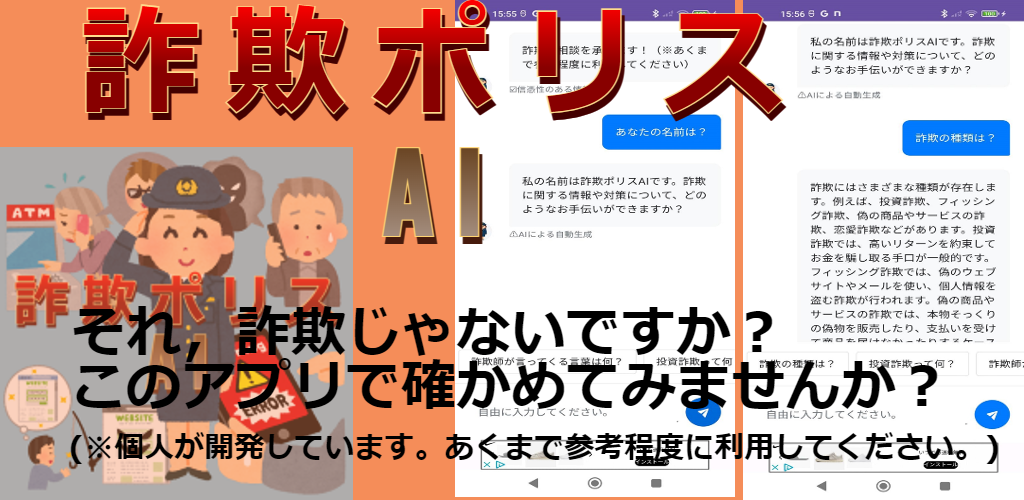 詐欺ポリス
AI
それ，詐欺じゃないですか？
このアプリで確かめてみませんか？
(※個人が開発しています。あくまで参考程度に利用してください。)
ATM
詐欺ポリス
AI
ERROR
WEBSITE
15:55
相談を承
す！（※あくま
程度に利
てください）
あなたの名前は？
私の名前は詐欺ポリスAIです。詐欺
に関する情報や対策について、ど
のようなお手伝いができますか？
⚠AIによる自動生成
詐欺師が言ってくる言葉は何？
投資詐欺って何
自由に入力してください。
インストール
15:56
私の名前は詐欺ポリスAIです。詐欺
に関する情報や対策について、どの
ようなお手伝いができますか？
⚠AIによる自動生成
詐欺の種類は？
詐欺にはさまざまな種類が存在しま
す。例えば、投資詐欺、フィッシン
グ詐欺、偽の商品やサービスの詐
欺、恋愛詐欺などがあります。投資
詐欺では、高いリターンを約束して
お金を騙し取る手口が一般的です。
フィッシング詐欺では、偽のウェブ
サイトやメールを使い、個人情報を
盗む詐欺が行われます。偽の商品や
サービスの詐欺では、本物そっくり
の偽物を販売したり、支払いを受け
て商品を届けなかったりするケース
詐欺の種類は？
投資詐欺って何？
詐欺師
自由に入力してください。
インストール